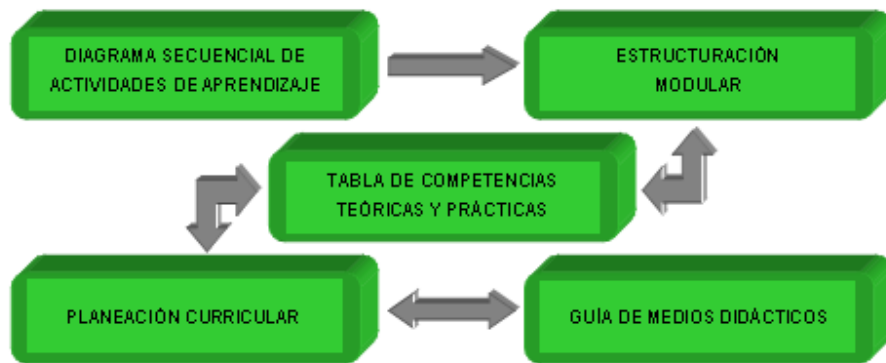 DIAGRAMA SECUENCIAL DE
ACTIVIDADES DE APRENDIZAJE
ESTRUCTURACIÓN
MODULAR
TABLA DE COMPETENCIAS
TEÓRICAS Y PRÁCTICAS
PLANEACIÓN CURRICULAR
GUÍA DE MEDIOS DIDÁCTICOS